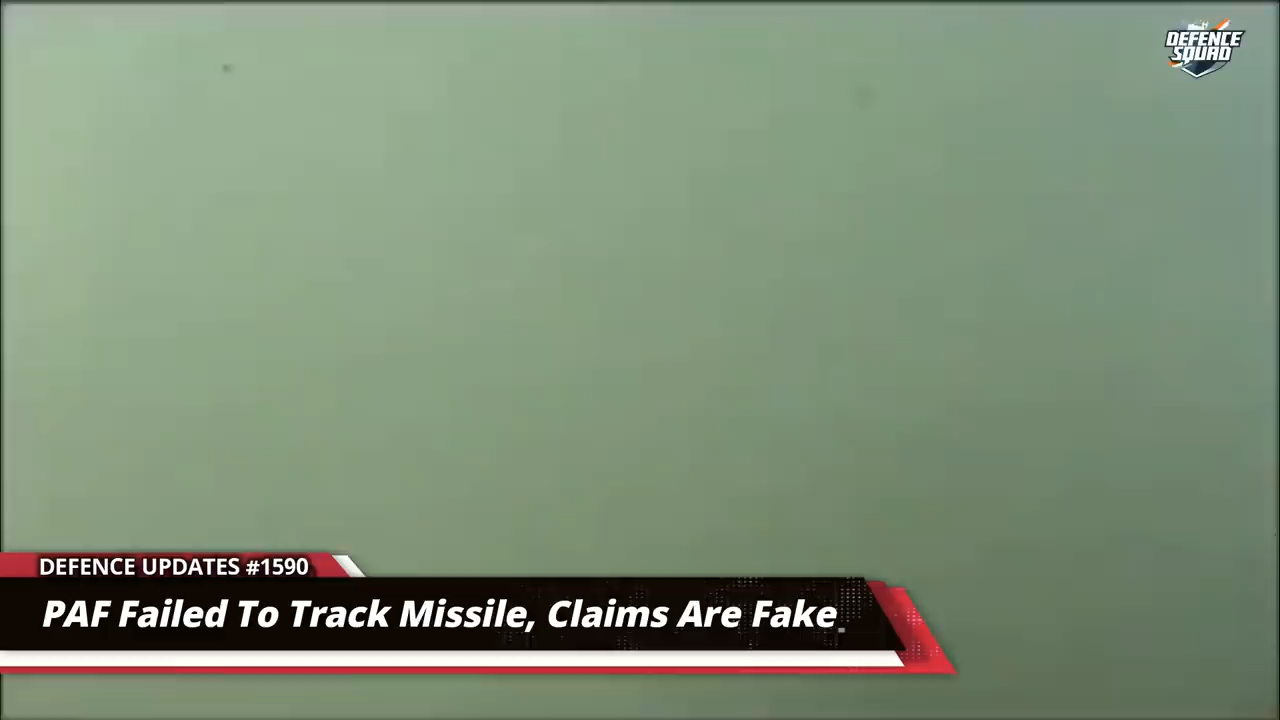 DEFENCE
SQUAD
DEFENCE UPDATES #1590
PAF Failed To Track Missile, Claims Are Fake